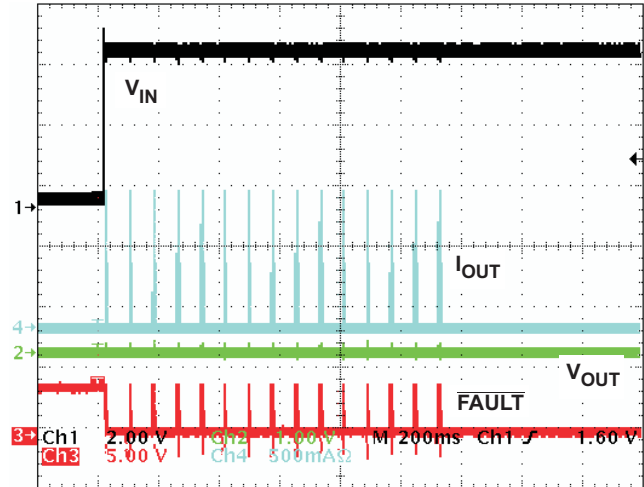 VIN
1
IOUT
4
2
VOUT
FAULT
3 Ch1 2.00 V Ch2 1.00 V M 200ms Ch1 1.60 V
Ch3 5.00 V Ch4 500mAΩ